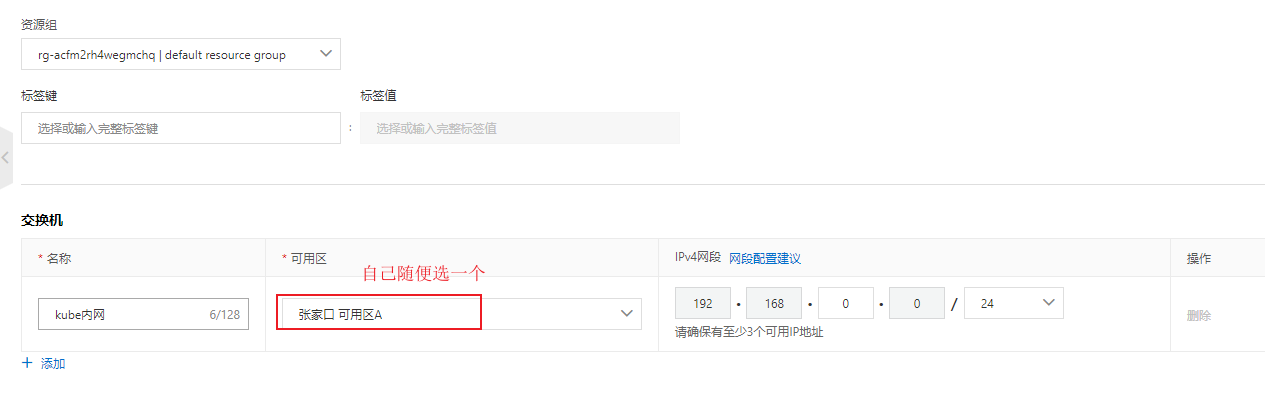 资源组
rg-acfm2rh4wegmchq | default resource group
标签键 标签值
选择或输入完整标签键 : 选择或输入完整标签值
交换机
* 名称 * 可用区 IPv4网段 网段配置建议 操作
自己随便选一个
kube内网 6/128 张家口 可用区A 192 • 168 • 0 • 0 / 24 删除
请确保有至少3个可用IP地址
+ 添加